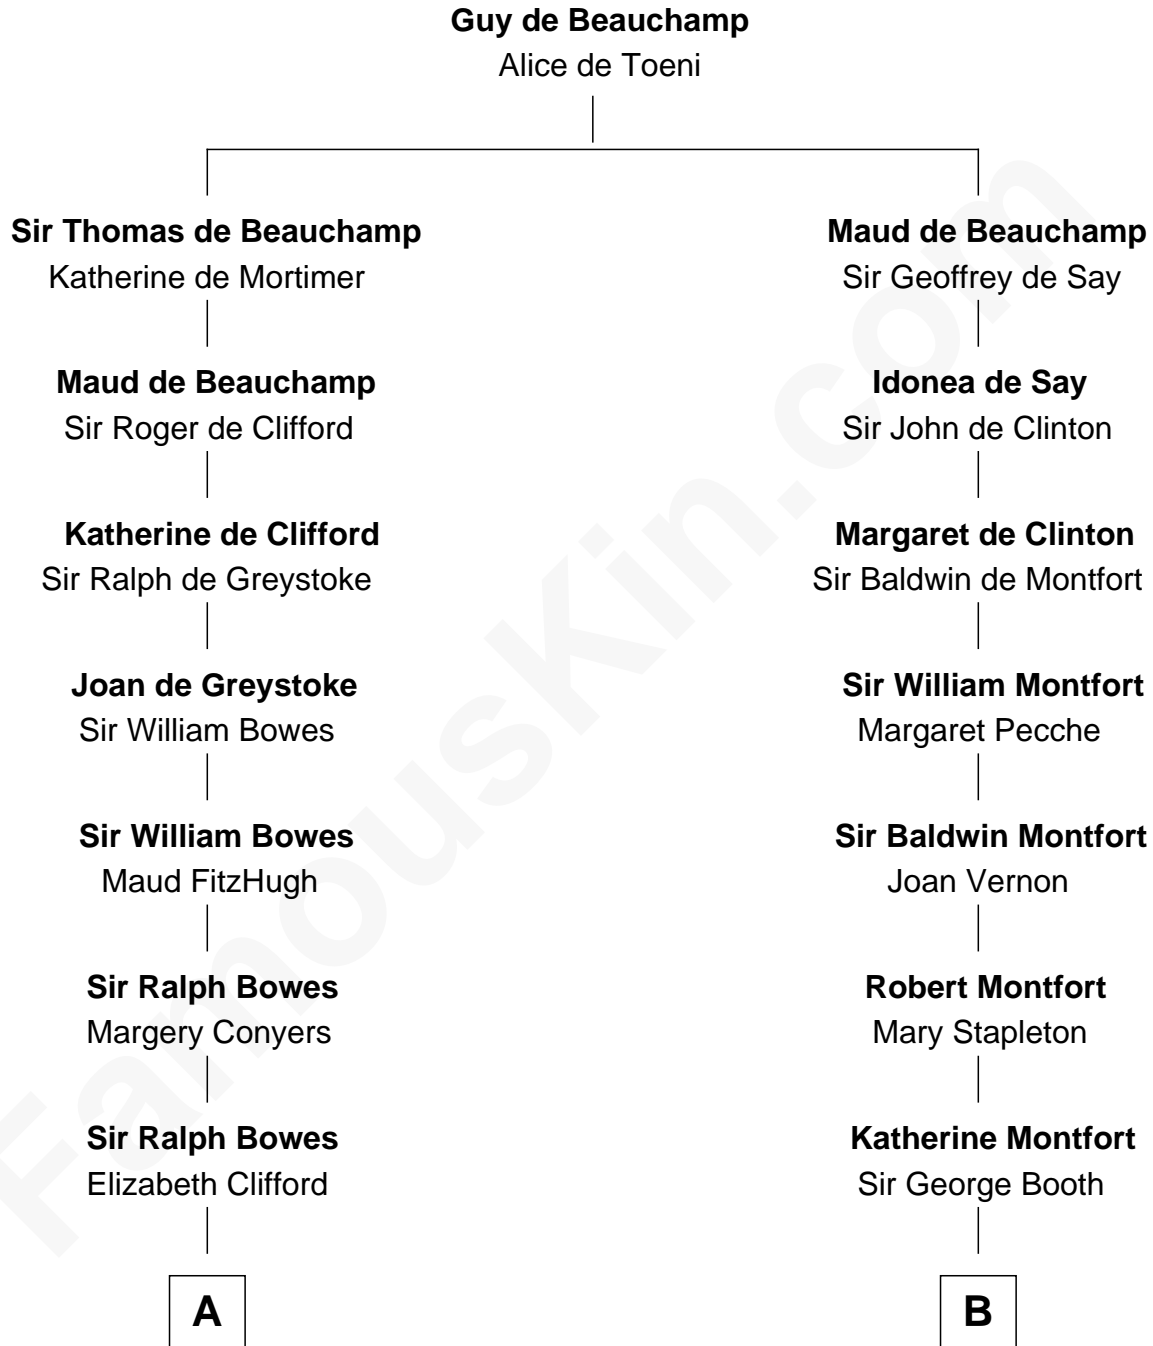 Guy de Beauchamp
Alice de Toeni
Sir Thomas de Beauchamp
Katherine de Mortimer
Maud de Beauchamp
Sir Geoffrey de Say
Maud de Beauchamp
Sir Roger de Clifford
Idonea de Say
Sir John de Clinton
Katherine de Clifford
Sir Ralph de Greystoke
Margaret de Clinton
Sir Baldwin de Montfort
Joan de Greystoke
Sir William Bowes
Sir William Montfort
Margaret Pecche
Sir William Bowes
Maud FitzHugh
Sir Baldwin Montfort
Joan Vernon
Sir Ralph Bowes
Margery Conyers
Robert Montfort
Mary Stapleton
Sir Ralph Bowes
Elizabeth Clifford
Katherine Montfort
Sir George Booth
A
B
FamousKin.com